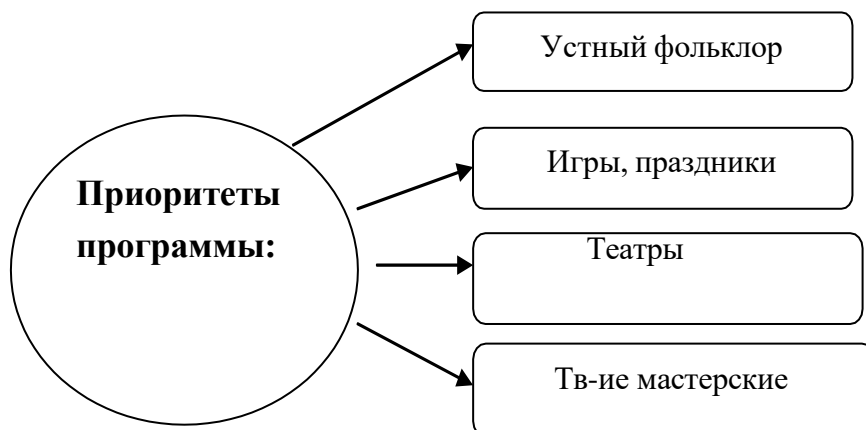 Устный фольклор
Игры, праздники
Приоритеты
программы:
Театры
Тв-ие мастерские